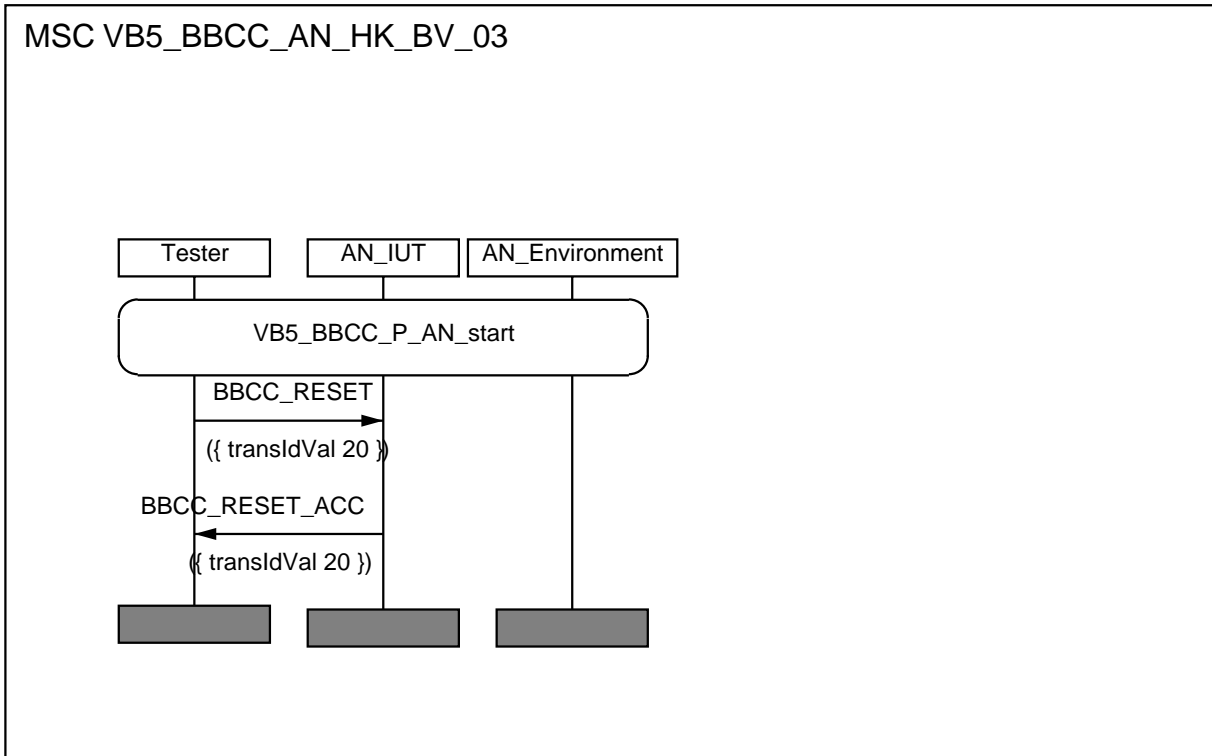 MSC VB5_BBCC_AN_HK_BV_03
Tester AN_IUT AN_Environment
VB5_BBCC_P_AN_start
BBCC_RESET
({ transIdVal 20 })
BBCC_RESET_ACC
({ transIdVal 20 })